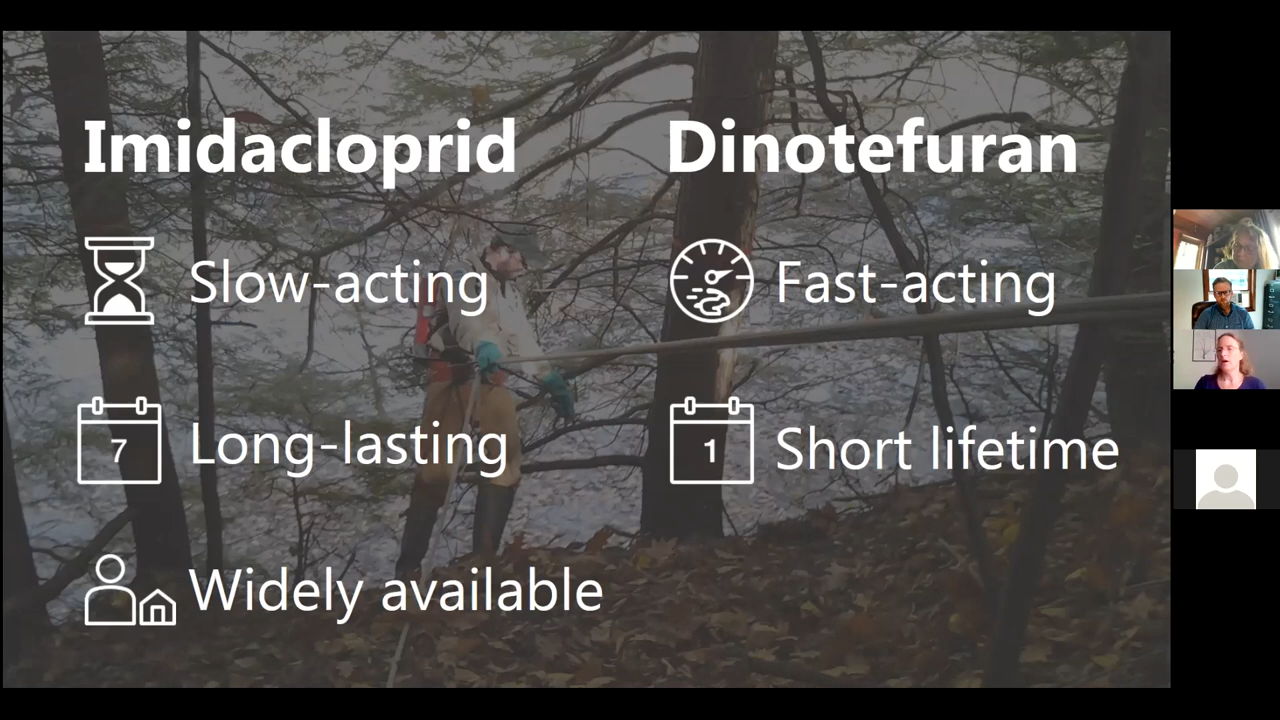 Imidacloprid
Slow-acting
7
Long-lasting
Widely available
Dinotefuran
Fast-acting
1
Short lifetime